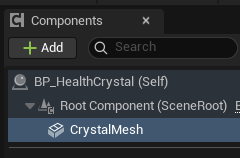 Components ×
+ Add Search
BP_HealthCrystal (Self)
Root Component (SceneRoot)
CrystalMesh